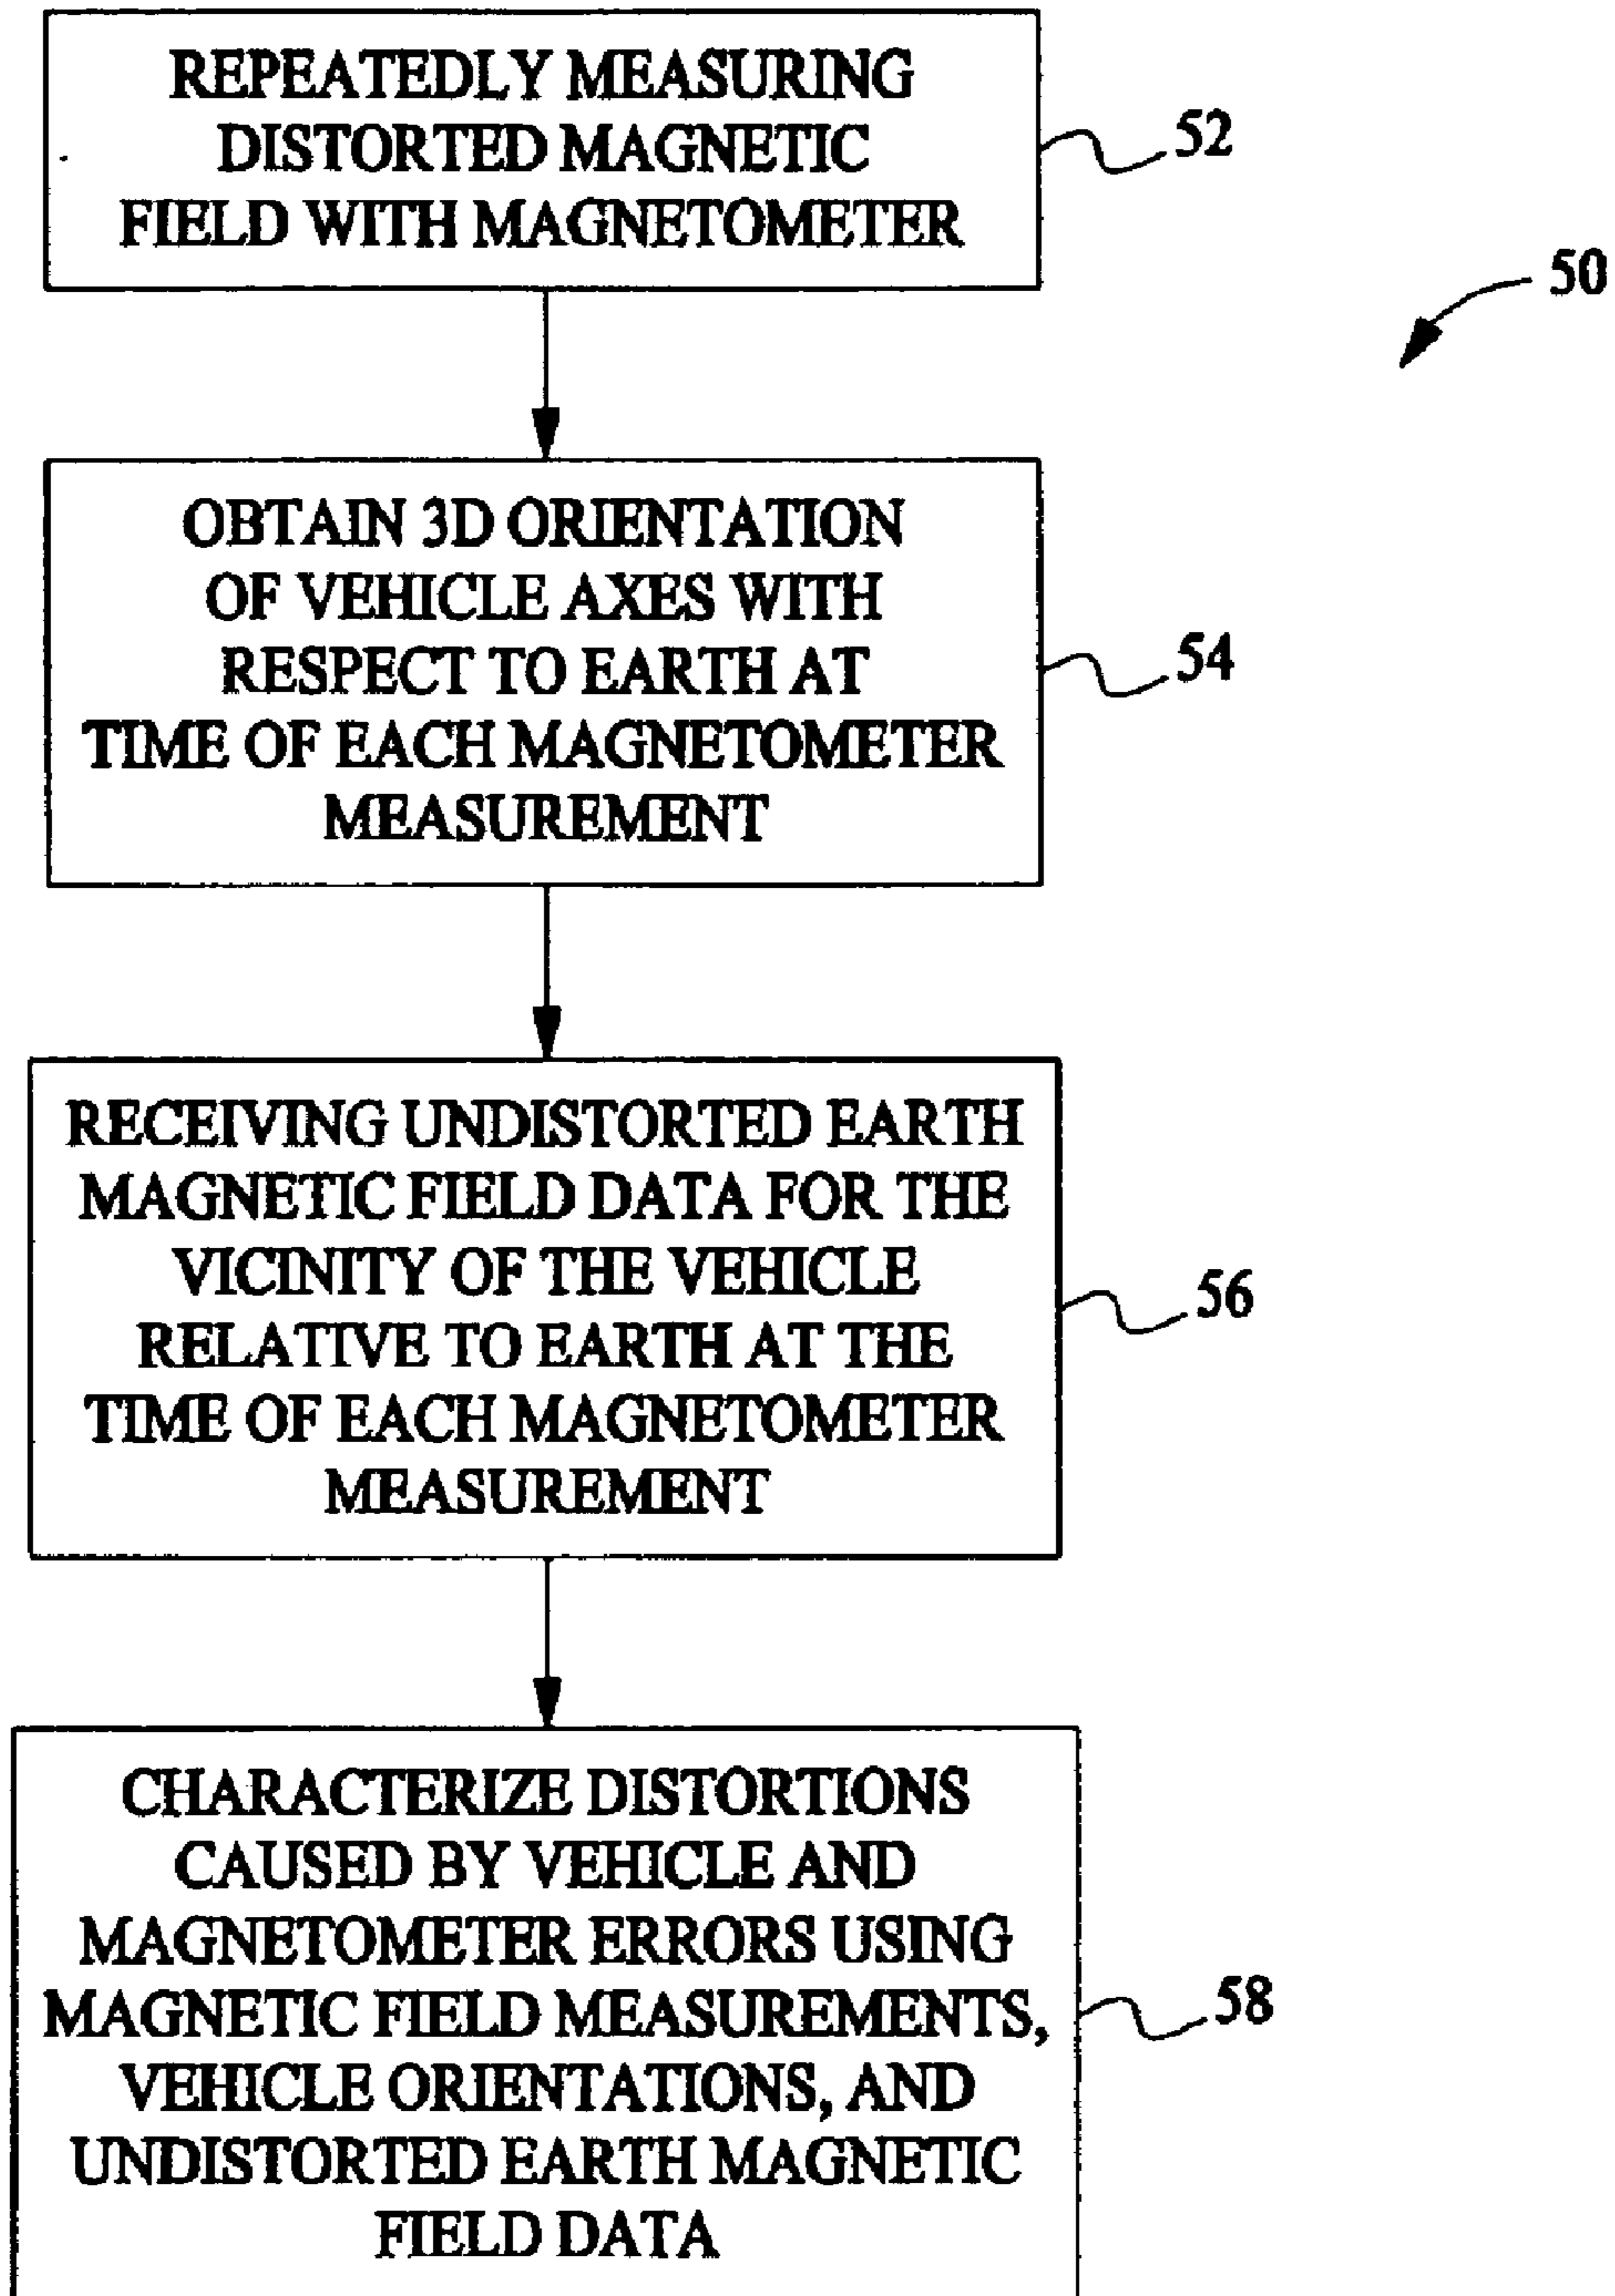 REPEATEDLY MEASURING
DISTORTED MAGNETIC
FIELD WITH MAGNETOMETER
52
50
OBTAIN 3D ORIENTATION
OF VEHICLE AXES WITH
RESPECT TO EARTH AT
TIME OF EACH MAGNETOMETER
MEASUREMENT
54
RECEIVING UNDISTORTED EARTH
MAGNETIC FIELD DATA FOR THE
VICINITY OF THE VEHICLE
RELATIVE TO EARTH AT THE
TIME OF EACH MAGNETOMETER
MEASUREMENT
56
CHARACTERIZE DISTORTIONS
CAUSED BY VEHICLE AND
MAGNETOMETER ERRORS USING
MAGNETIC FIELD MEASUREMENTS,
VEHICLE ORIENTATIONS, AND
UNDISTORTED EARTH MAGNETIC
FIELD DATA
58